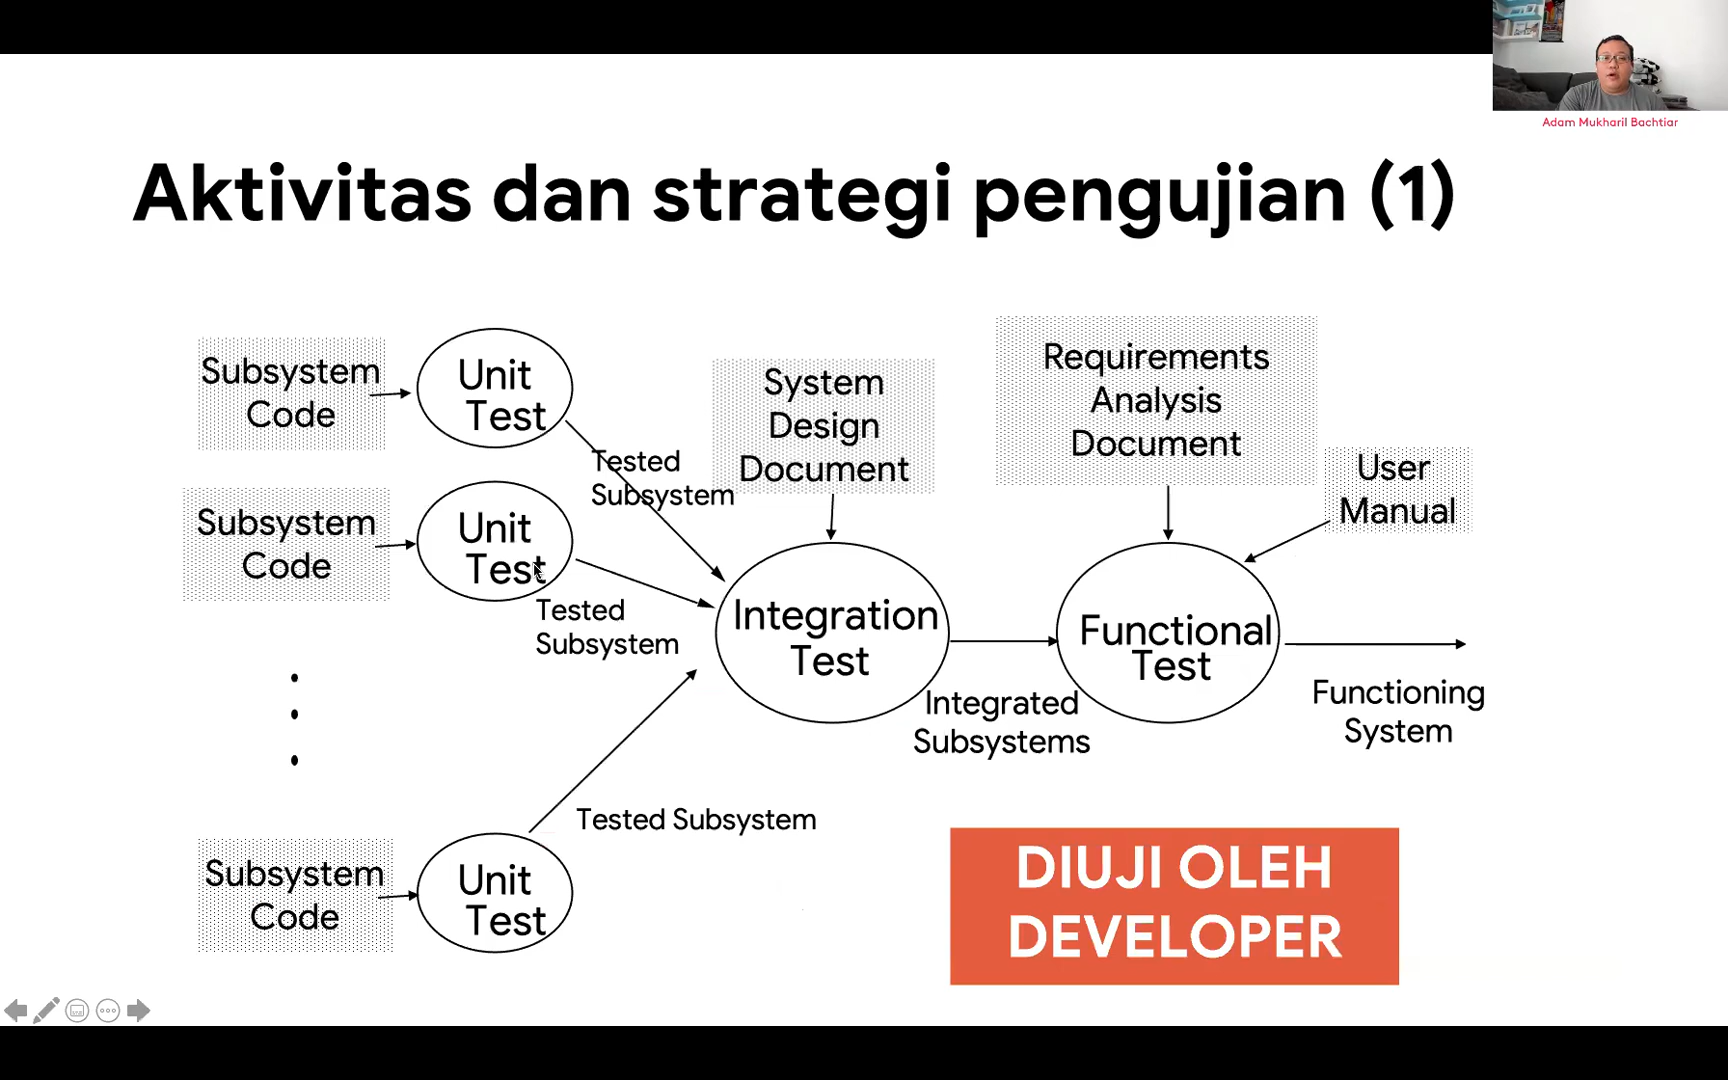 Adam Mukharil Bachtiar
Aktivitas dan strategi pengujian (1)
Subsystem
Code
Unit
Test
Tested
Subsystem
System
Design
Document
Requirements
Analysis
Document
User
Manual
Subsystem
Code
Unit
Test
Tested
Subsystem
Integration
Test
Integrated
Subsystems
Functional
Test
Functioning
System
Tested Subsystem
Subsystem
Code
Unit
Test
DIUJI OLEH
DEVELOPER